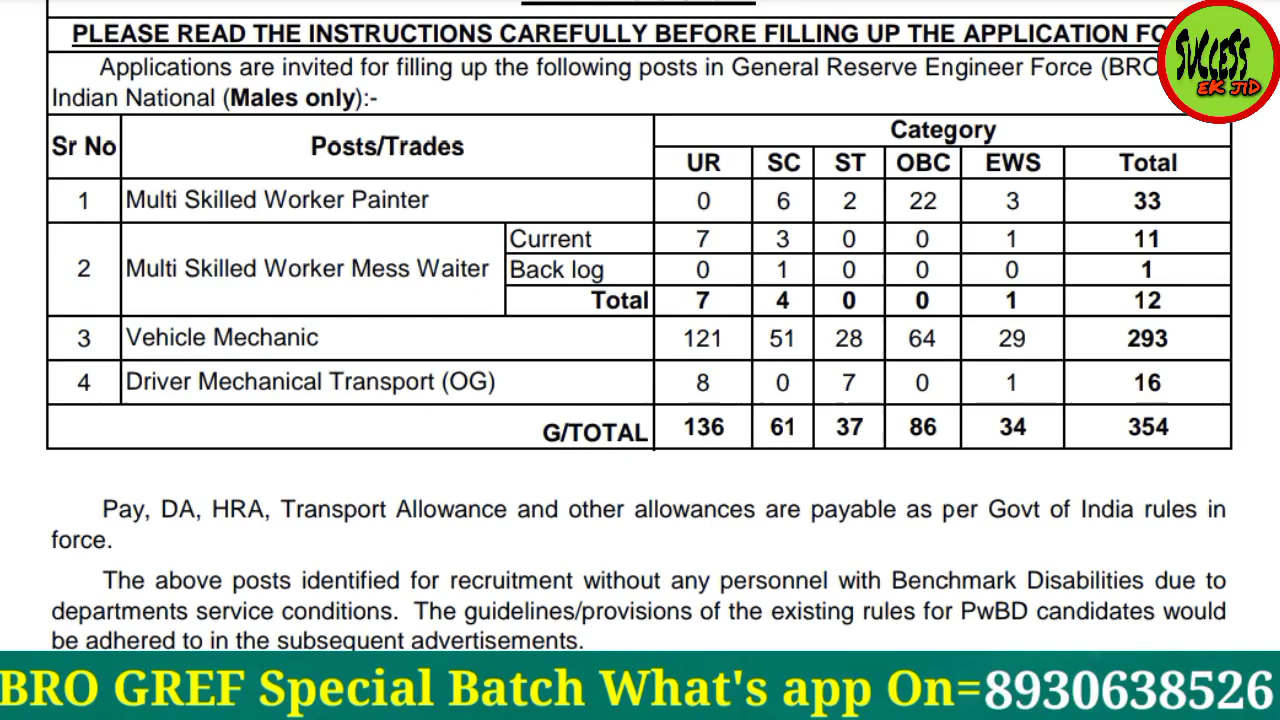 PLEASE READ THE INSTRUCTIONS CAREFULLY BEFORE FILLING UP THE APPLICATION FO
Applications are invited for filling up the following posts in General Reserve Engineer Force (BRO
Indian National (Males only):-
SUCCESS
EK JID
Sr No Posts/Trades Category
UR SC ST OBC EWS Total
1 Multi Skilled Worker Painter 0 6 2 22 3 33
2 Multi Skilled Worker Mess Waiter Current 7 3 0 0 1 11
Back log 0 1 0 0 0 1
Total 7 4 0 0 1 12
3 Vehicle Mechanic 121 51 28 64 29 293
4 Driver Mechanical Transport (OG) 8 0 7 0 1 16
G/TOTAL 136 61 37 86 34 354
Pay, DA, HRA, Transport Allowance and other allowances are payable as per Govt of India rules in
force.
The above posts identified for recruitment without any personnel with Benchmark Disabilities due to
departments service conditions. The guidelines/provisions of the existing rules for PwBD candidates would
be adhered to in the subsequent advertisements.
BRO GREF Special Batch What's app On=8930638526